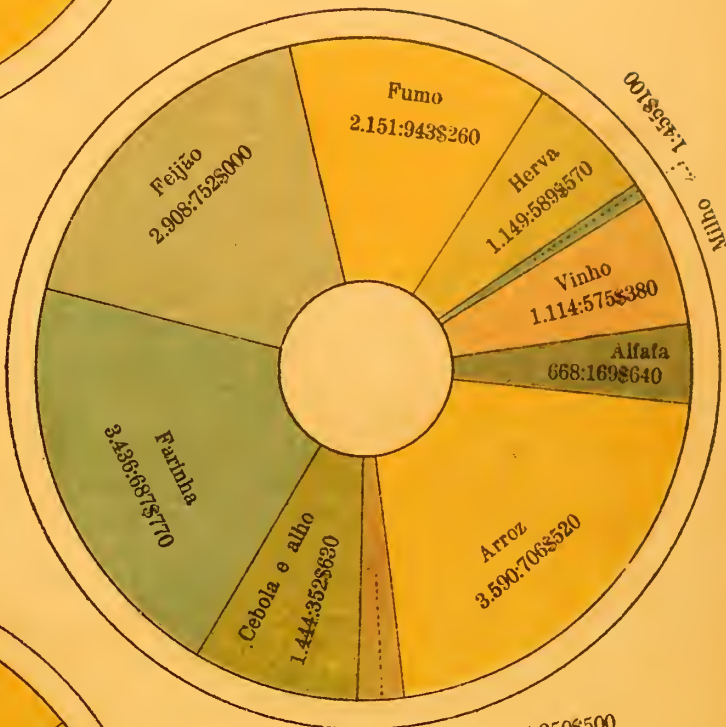 Fumo
2.151:943$260
Herva
1.149:589$570
Milho
1:455$100
Vinho
1.114:575$380
Alfafa
668:169$640
Arroz
3.590:706$520
Cebola e alho
1.444:352$630
Farinha
3.436:687$770
Feijão
2.908:752$000